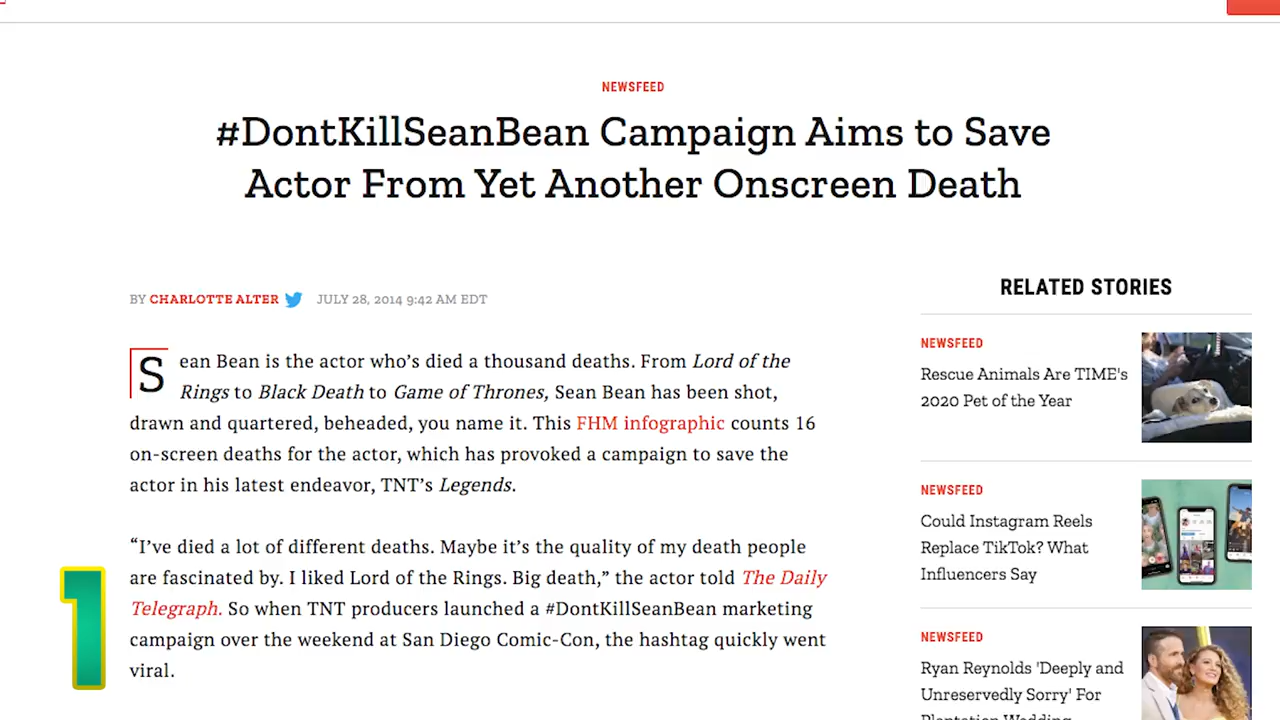 NEWSFEED
#DontKillSeanBean Campaign Aims to Save
Actor From Yet Another Onscreen Death
BY CHARLOTTE ALTER JULY 28, 2014 9:42 AM EDT
Sean Bean is the actor who's died a thousand deaths. From Lord of the
Rings to Black Death to Game of Thrones, Sean Bean has been shot,
drawn and quartered, beheaded, you name it. This FHM infographic counts 16
on-screen deaths for the actor, which has provoked a campaign to save the
actor in his latest endeavor, TNT's Legends.
“I've died a lot of different deaths. Maybe it's the quality of my death people
are fascinated by. I liked Lord of the Rings. Big death,” the actor told The Daily
Telegraph. So when TNT producers launched a #DontKillSeanBean marketing
campaign over the weekend at San Diego Comic-Con, the hashtag quickly went
viral.
1
RELATED STORIES
NEWSFEED
Rescue Animals Are TIME's
2020 Pet of the Year
NEWSFEED
Could Instagram Reels
Replace TikTok? What
Influencers Say
NEWSFEED
Ryan Reynolds 'Deeply and
Unreservedly Sorry' For
Plantation Wedding